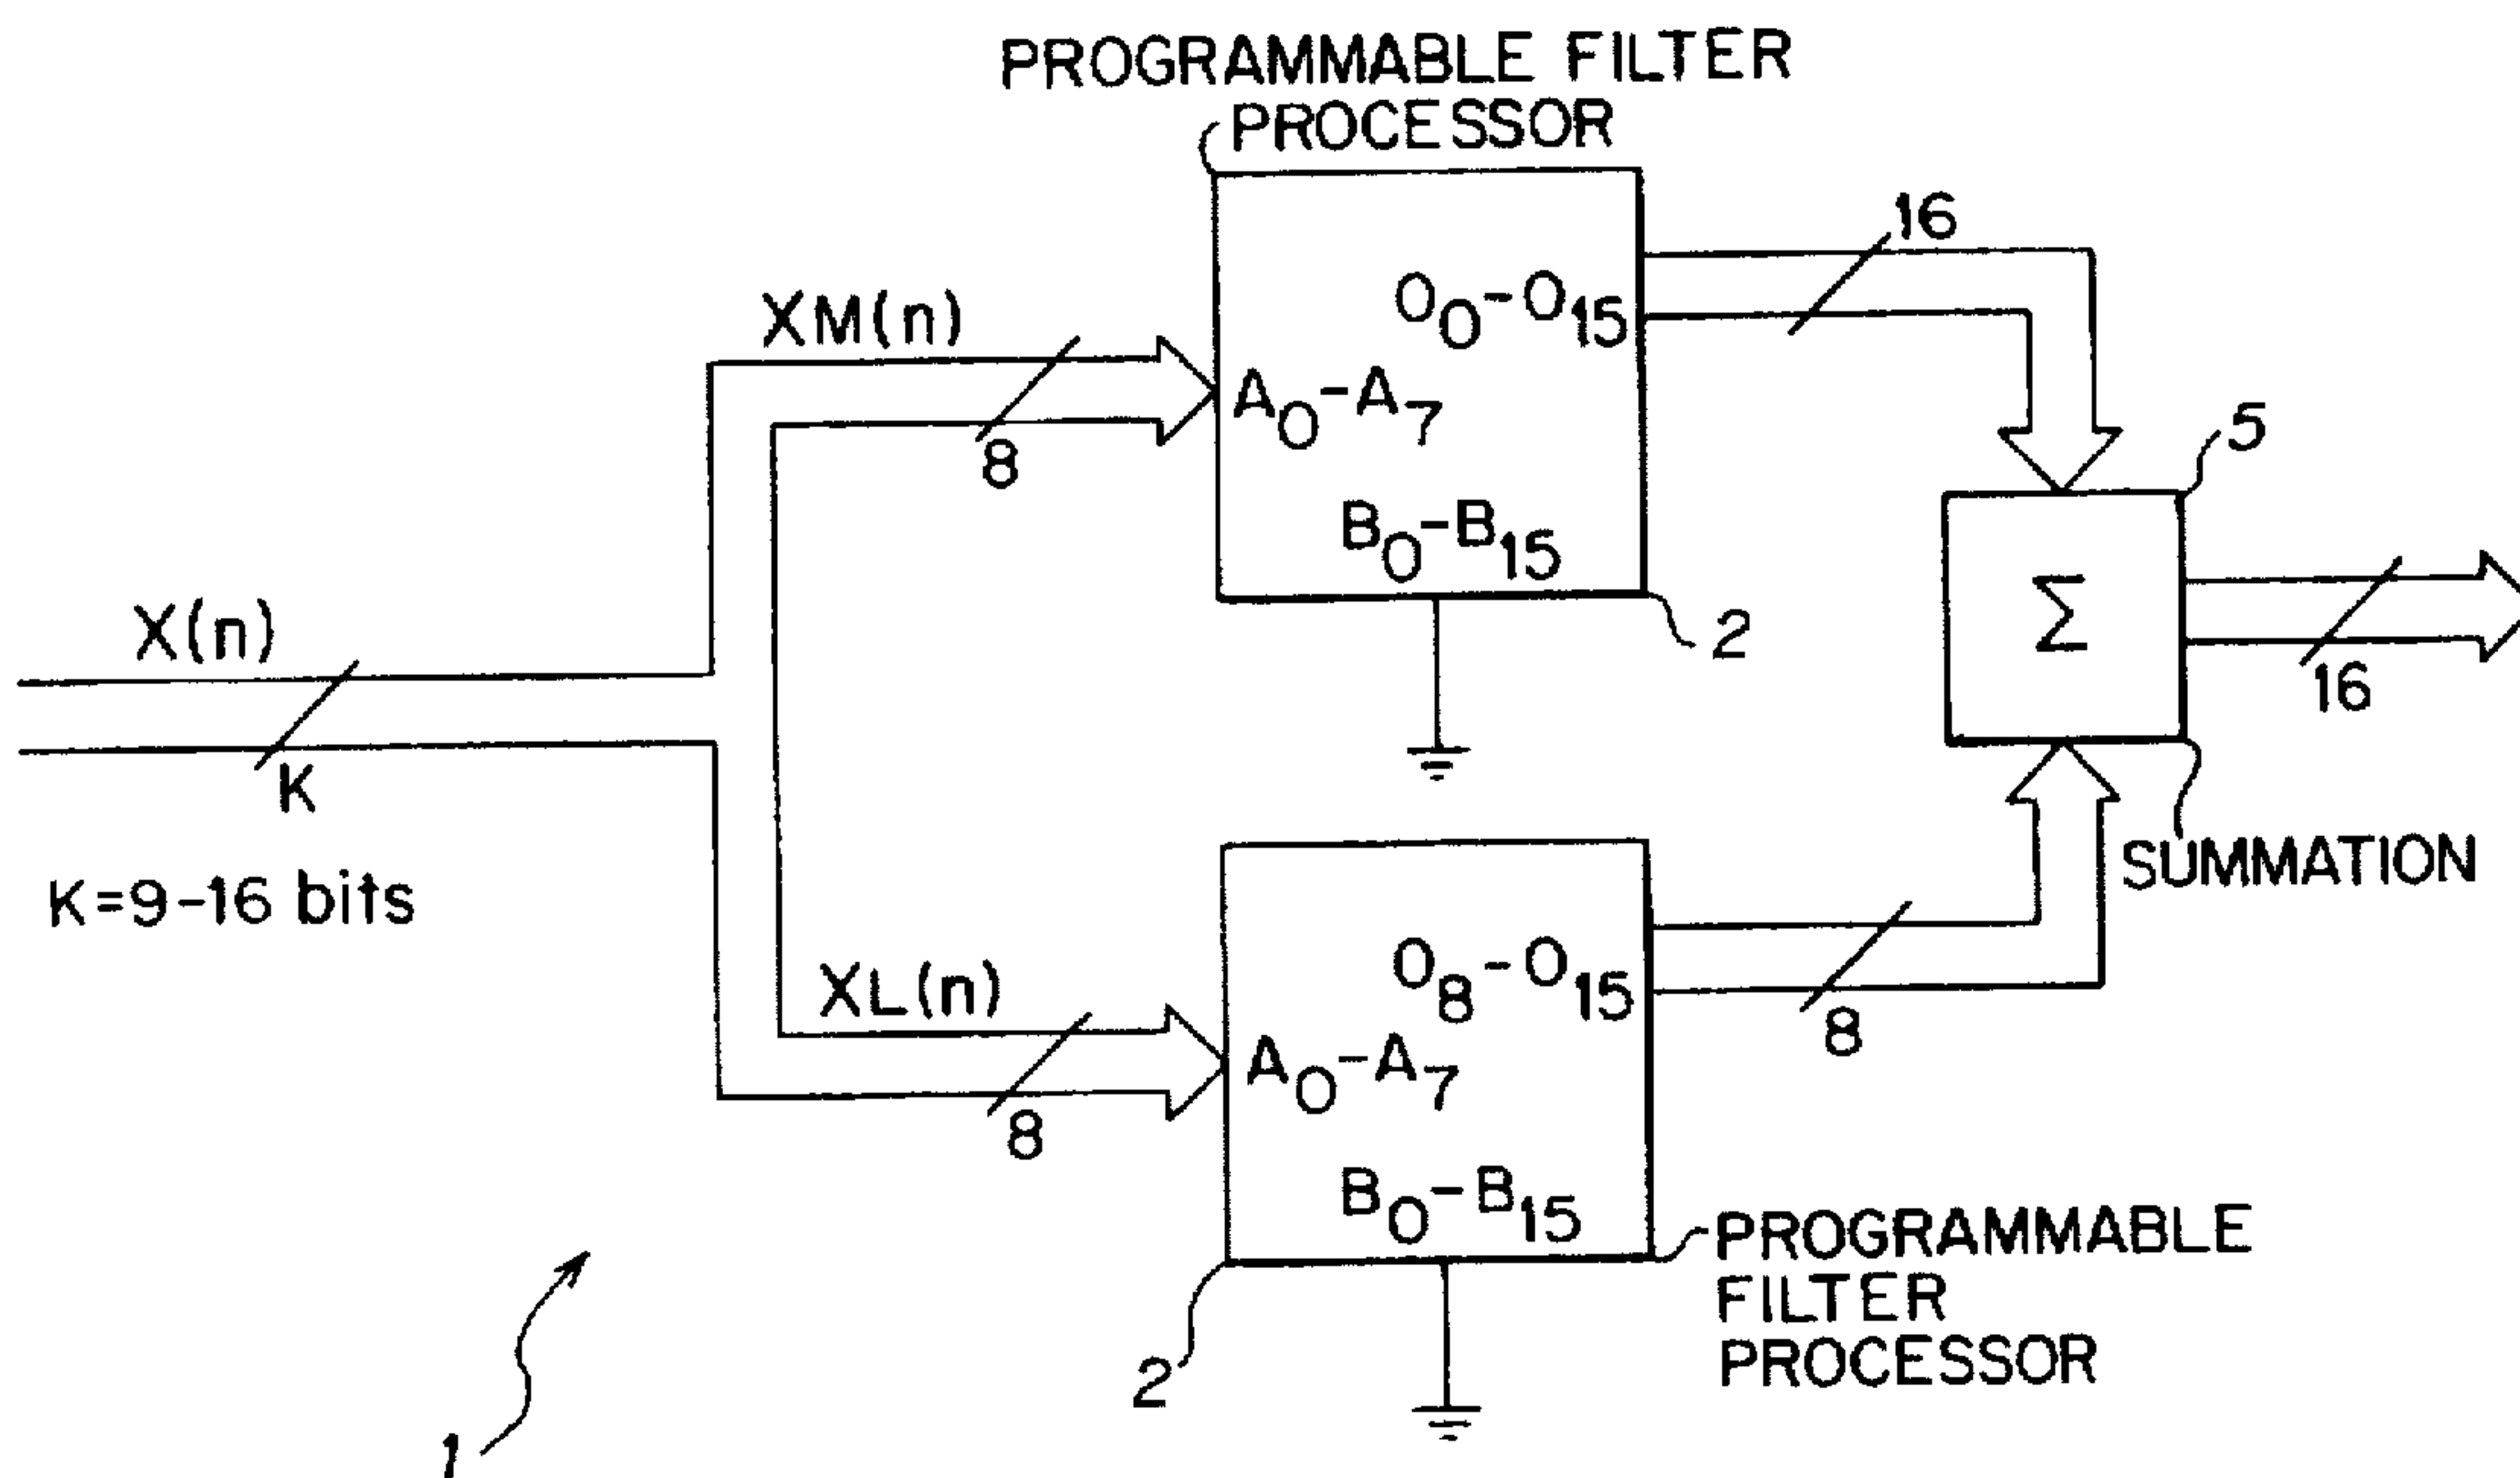 PROGRAMMABLE FILTER
PROCESSOR
16
O0-O15
XM(n)
A0-A7
8
5
B0-B15
X(n)
2
Σ
16
K
K=9-16 bits
SUMMATION
O8-O15
XL(n)
8
A0-A7
8
B0-B15
PROGRAMMABLE
FILTER
PROCESSOR
2
1